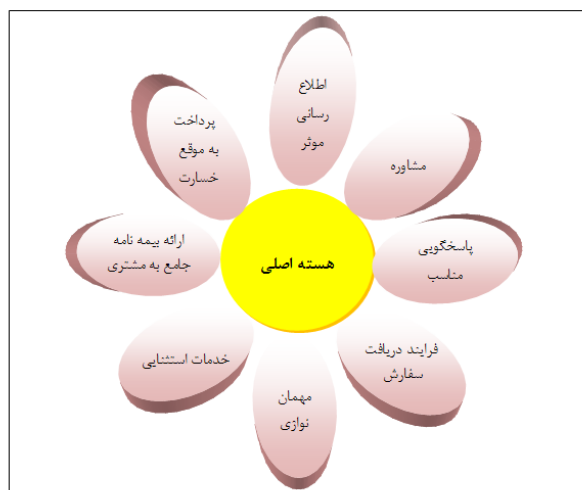 اطلاع
رسانی
موثر
مشاوره
پاسخگویی
مناسب
فرایند دریافت
سفارش
مهمان
نوازی
خدمات استثنایی
ارائه بیمه نامه
جامع به مشتری
پرداخت
به موقع
خسارت
هسته اصلی